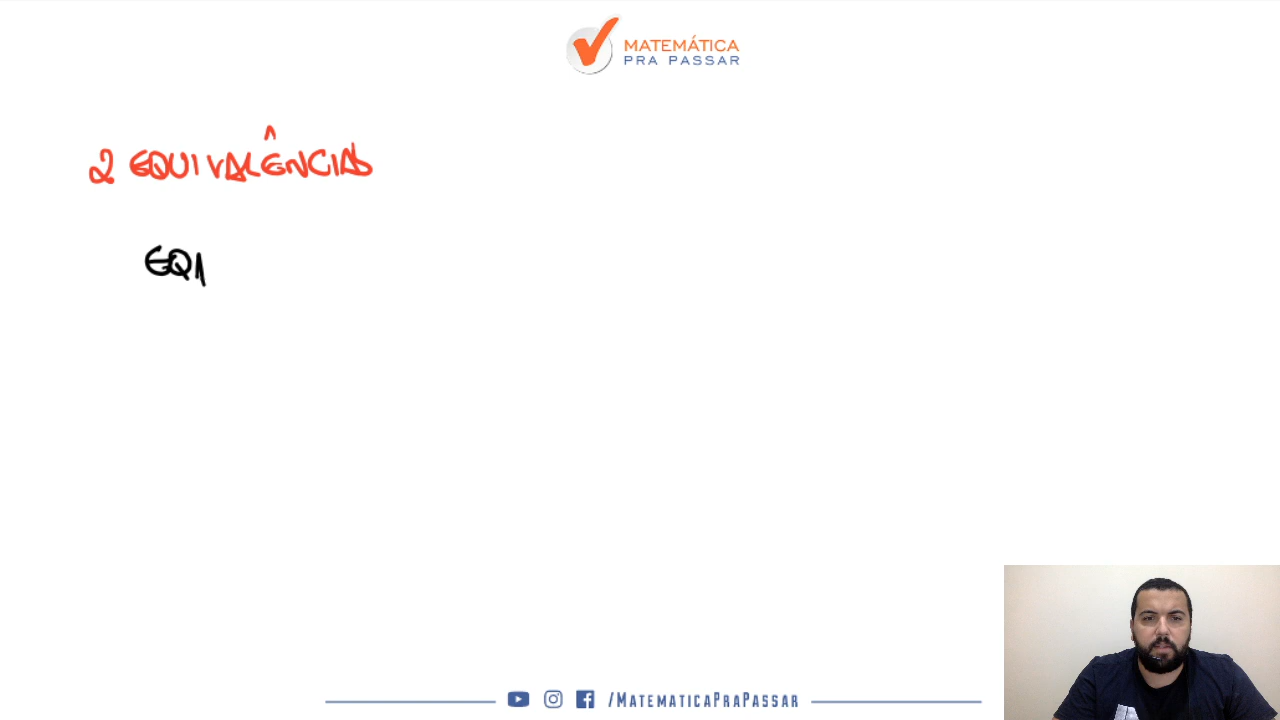 MATEMÁTICA
PRA PASSAR
2 EQUIVALÊNCIAS
EQ1
/MATEMATICAPRAPASSAR